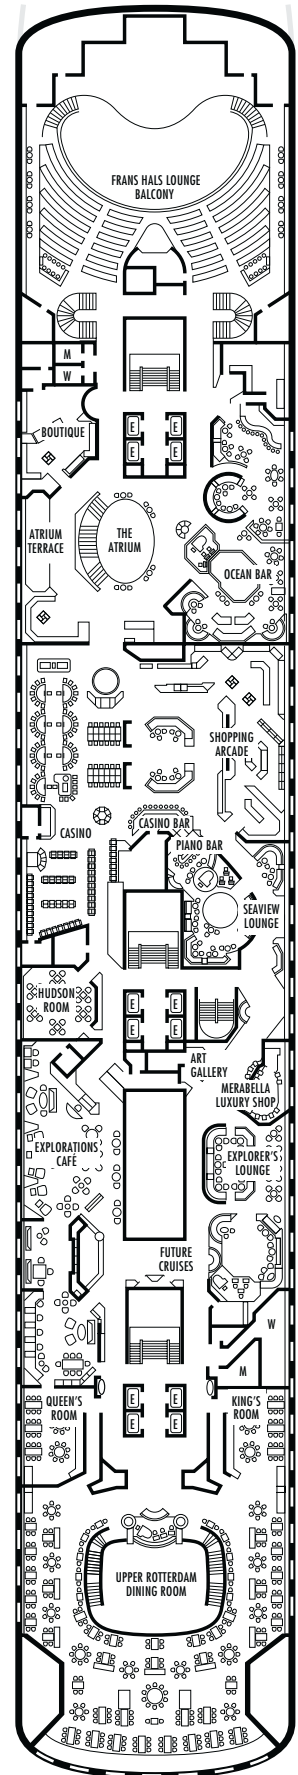 FRANS HALS LOUNGE
BALCONY
M
W
E
E
E
E
BOUTIQUE
ATRIUM
TERRACE
THE
ATRIUM
OCEAN BAR
SHOPPING
ARCADE
CASINO BAR
CASINO
PIANO BAR
SEAVIEW
LOUNGE
HUDSON
ROOM
E
E
E
E
ART
GALLERY
MERABELLA
LUXURY SHOP
EXPLORATIONS
CAFÉ
EXPLORER'S
LOUNGE
FUTURE
CRUISES
W
M
QUEEN'S
ROOM
E
E
E
E
KING'S
ROOM
UPPER ROTTERDAM
DINING ROOM